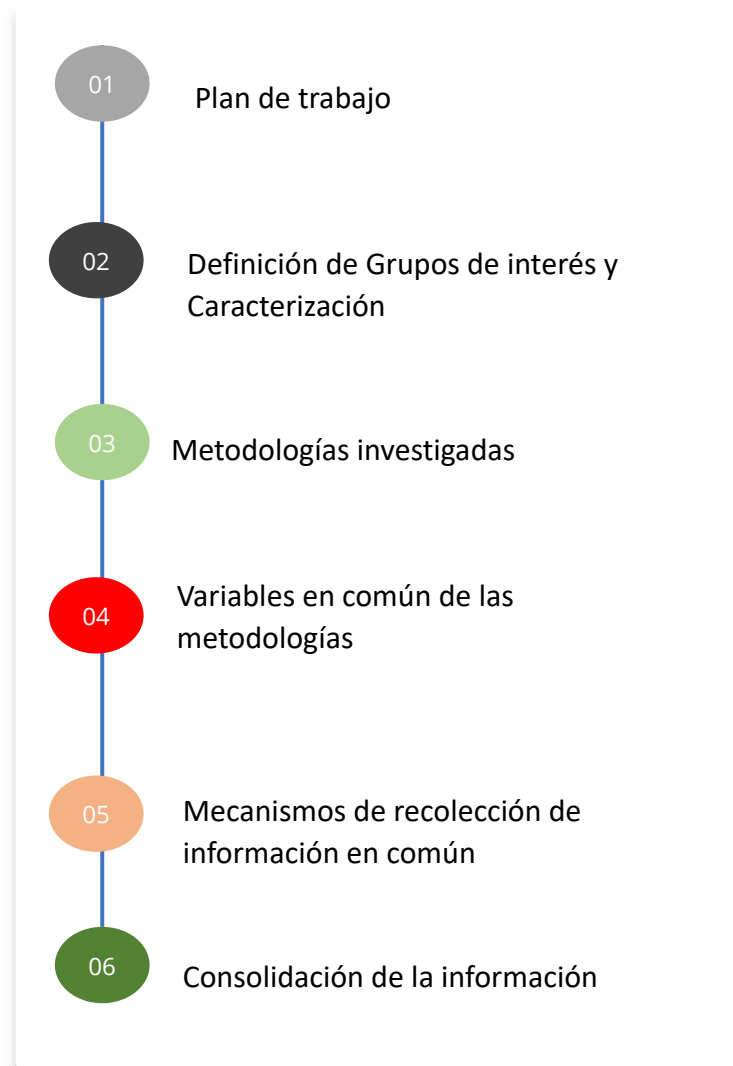 01
Plan de trabajo
02
Definición de Grupos de interés y
Caracterización
03
Metodologías investigadas
04
Variables en común de las
metodologías
05
Mecanismos de recolección de
información en común
06
Consolidación de la información